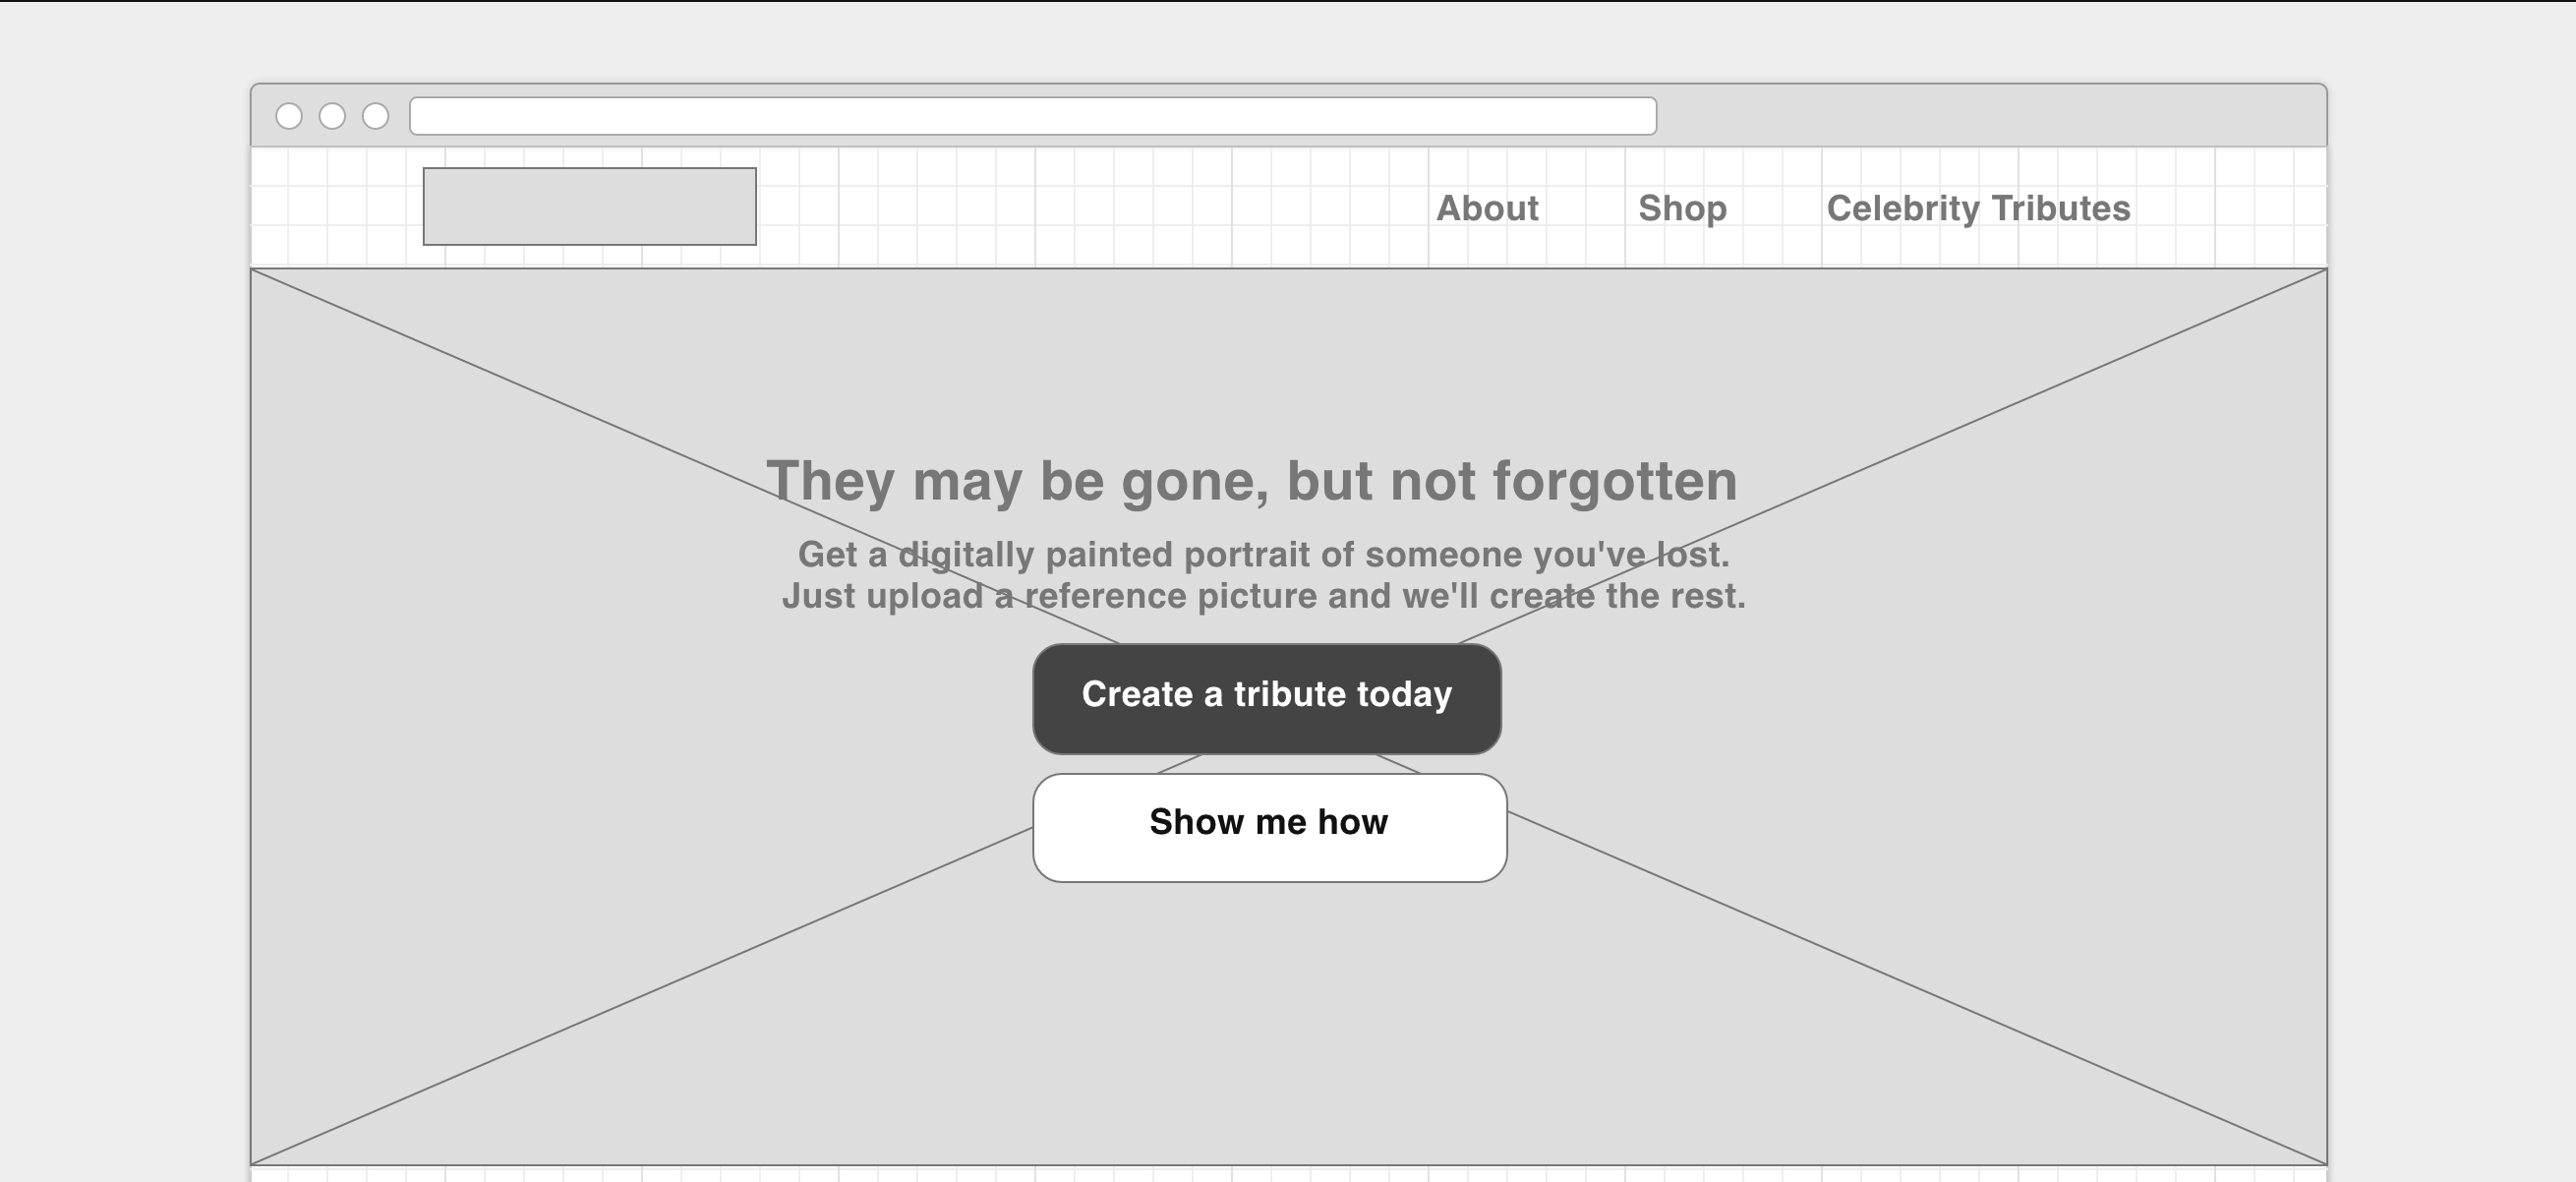 About Shop Celebrity Tributes
They may be gone, but not forgotten
Get a digitally painted portrait of someone you've lost.
Just upload a reference picture and we'll create the rest.
Create a tribute today
Show me how